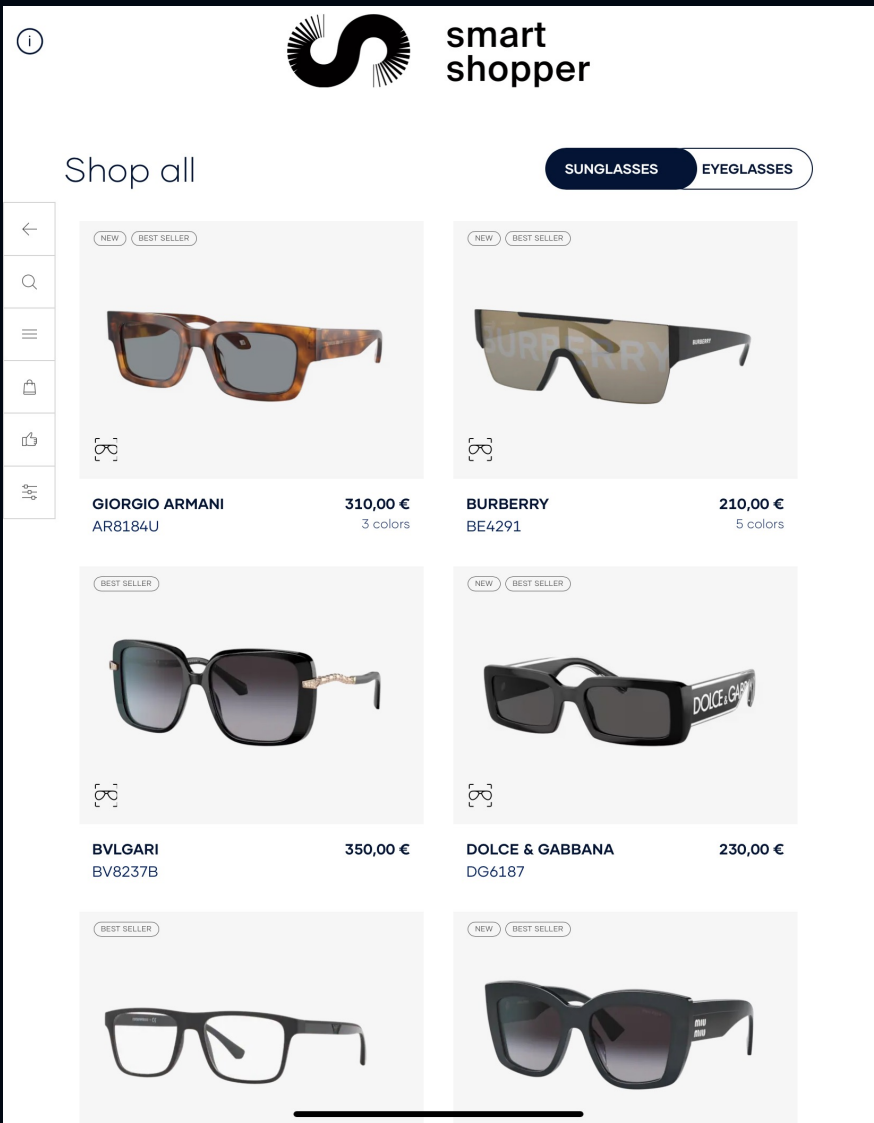 i
smart
shopper
Shop all
SUNGLASSES
EYEGLASSES
NEW
BEST SELLER
NEW
BEST SELLER
BURBERRY
BURBERRY
GIORGIO ARMANI
310,00 €
AR8184U
3 colors
BURBERRY
210,00 €
BE4291
5 colors
BEST SELLER
NEW
BEST SELLER
DOLCE & GABB
BVLGARI
350,00 €
BV8237B
DOLCE & GABBANA
230,00 €
DG6187
BEST SELLER
NEW
BEST SELLER
MIU
MIU